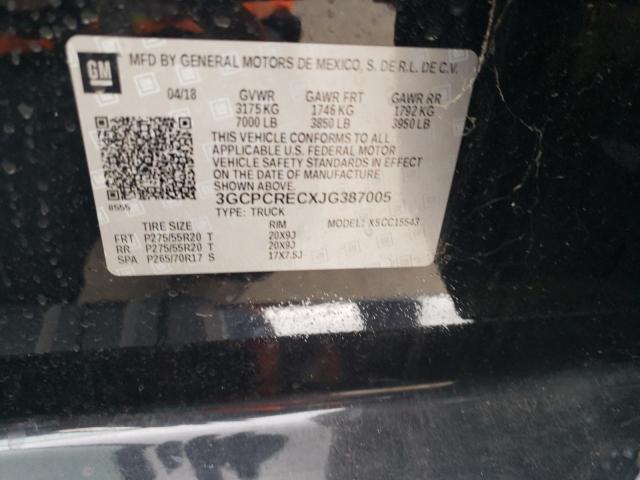 GM
MFD BY GENERAL MOTORS DE MEXICO, S. DE R.L. DE C.V.
04/18 GVWR GAWR FRT GAWR RR
3175 KG 1746 KG 1792 KG
7000 LB 3850 LB 3950 LB
THIS VEHICLE CONFORMS TO ALL
APPLICABLE U.S. FEDERAL MOTOR
VEHICLE SAFETY STANDARDS IN EFFECT
ON THE DATE OF MANUFACTURE
SHOWN ABOVE.
3GCPCRECXJG387005
TYPE: TRUCK
8555
TIRE SIZE RIM MODEL: XSCC15543
FRT P275/55R20 T 20X9J
RR P275/55R20 T 20X9J
SPA P265/70R17 S 17X7.5J